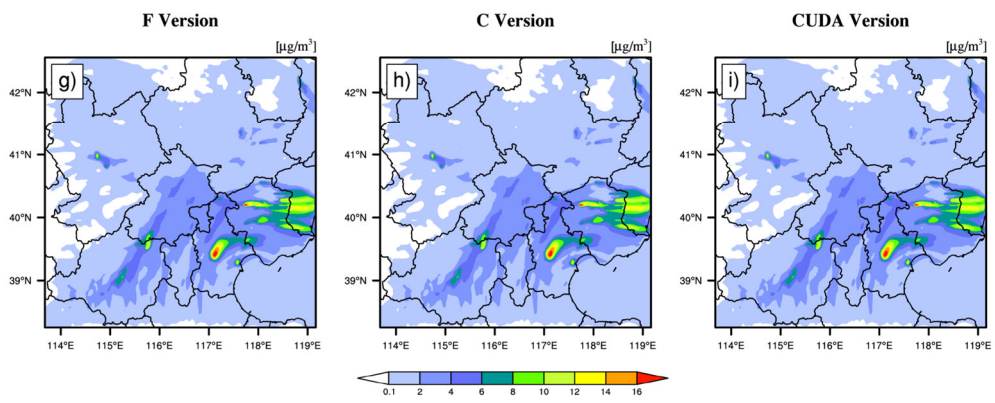 F Version C Version CUDA Version
[µg/m³] [µg/m³] [µg/m³]
g) h) i)
42°N 42°N 42°N
41°N 41°N 41°N
40°N 40°N 40°N
39°N 39°N 39°N
114°E 115°E 116°E 117°E 118°E 119°E 114°E 115°E 116°E 117°E 118°E 119°E 114°E 115°E 116°E 117°E 118°E 119°E
0.1 2 4 6 8 10 12 14 16